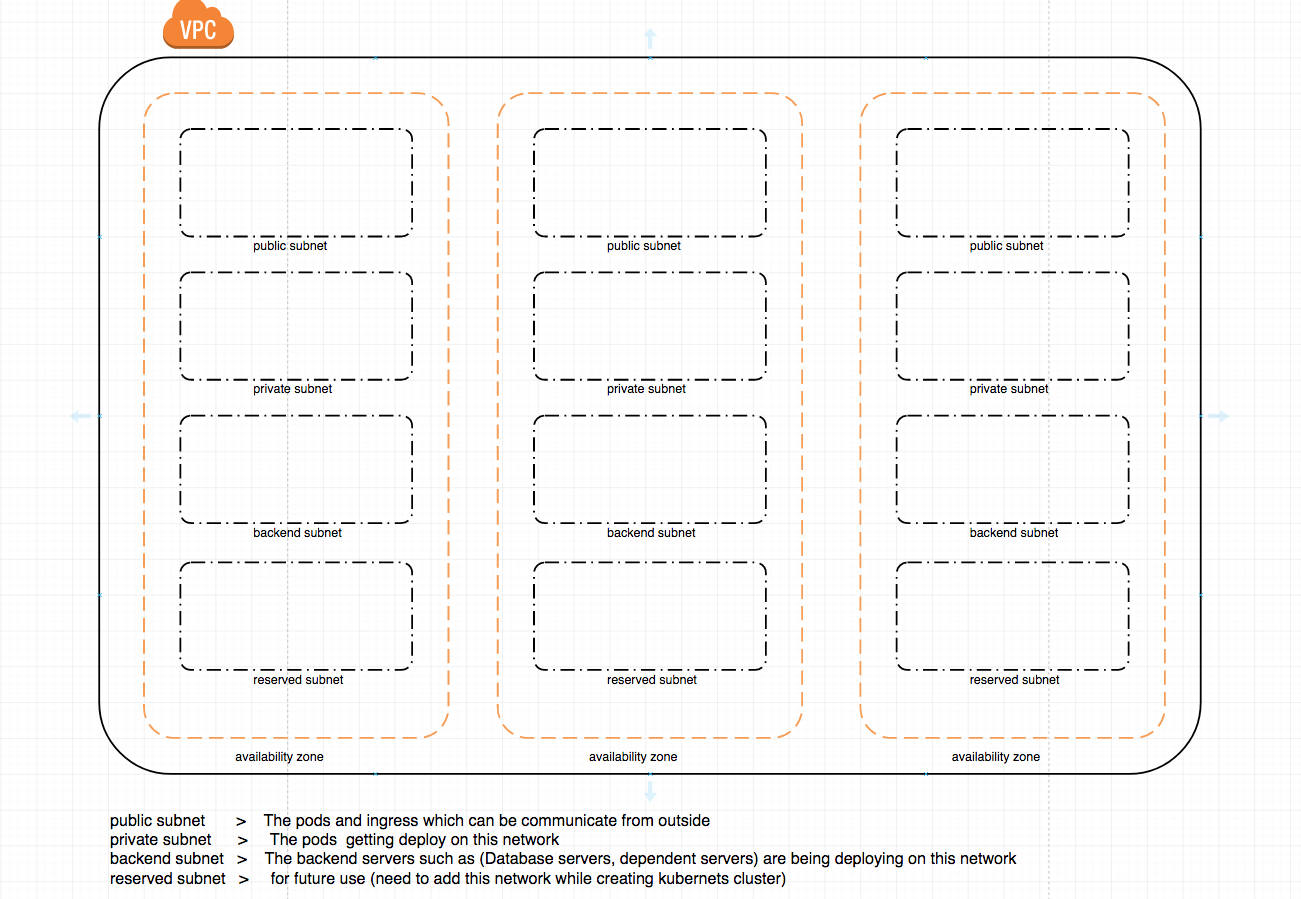 VPC
public subnet
public subnet
public subnet
private subnet
private subnet
private subnet
backend subnet
backend subnet
backend subnet
reserved subnet
reserved subnet
reserved subnet
availability zone
availability zone
availability zone
public subnet > The pods and ingress which can be communicate from outside
private subnet > The pods getting deploy on this network
backend subnet > The backend servers such as (Database servers, dependent servers) are being deploying on this network
reserved subnet > for future use (need to add this network while creating kubernets cluster)